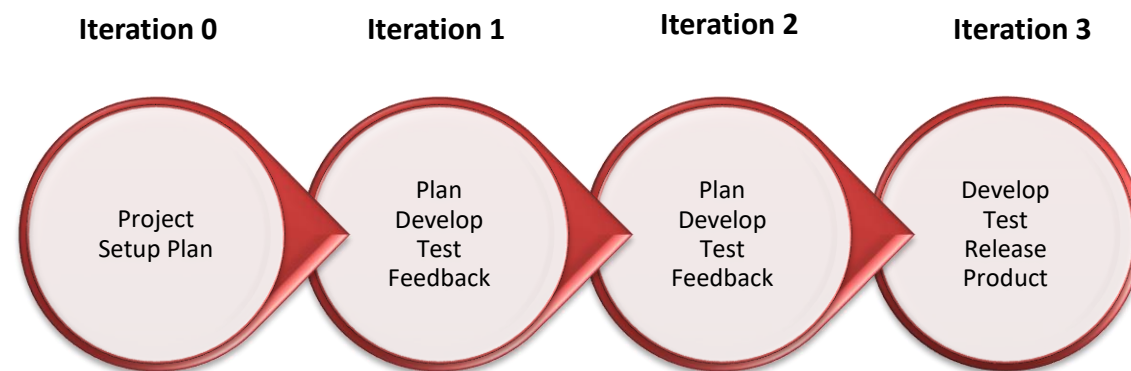 Iteration 0
Iteration 1
Iteration 2
Iteration 3
Project
Setup Plan
Plan
Develop
Test
Feedback
Plan
Develop
Test
Feedback
Develop
Test
Release
Product